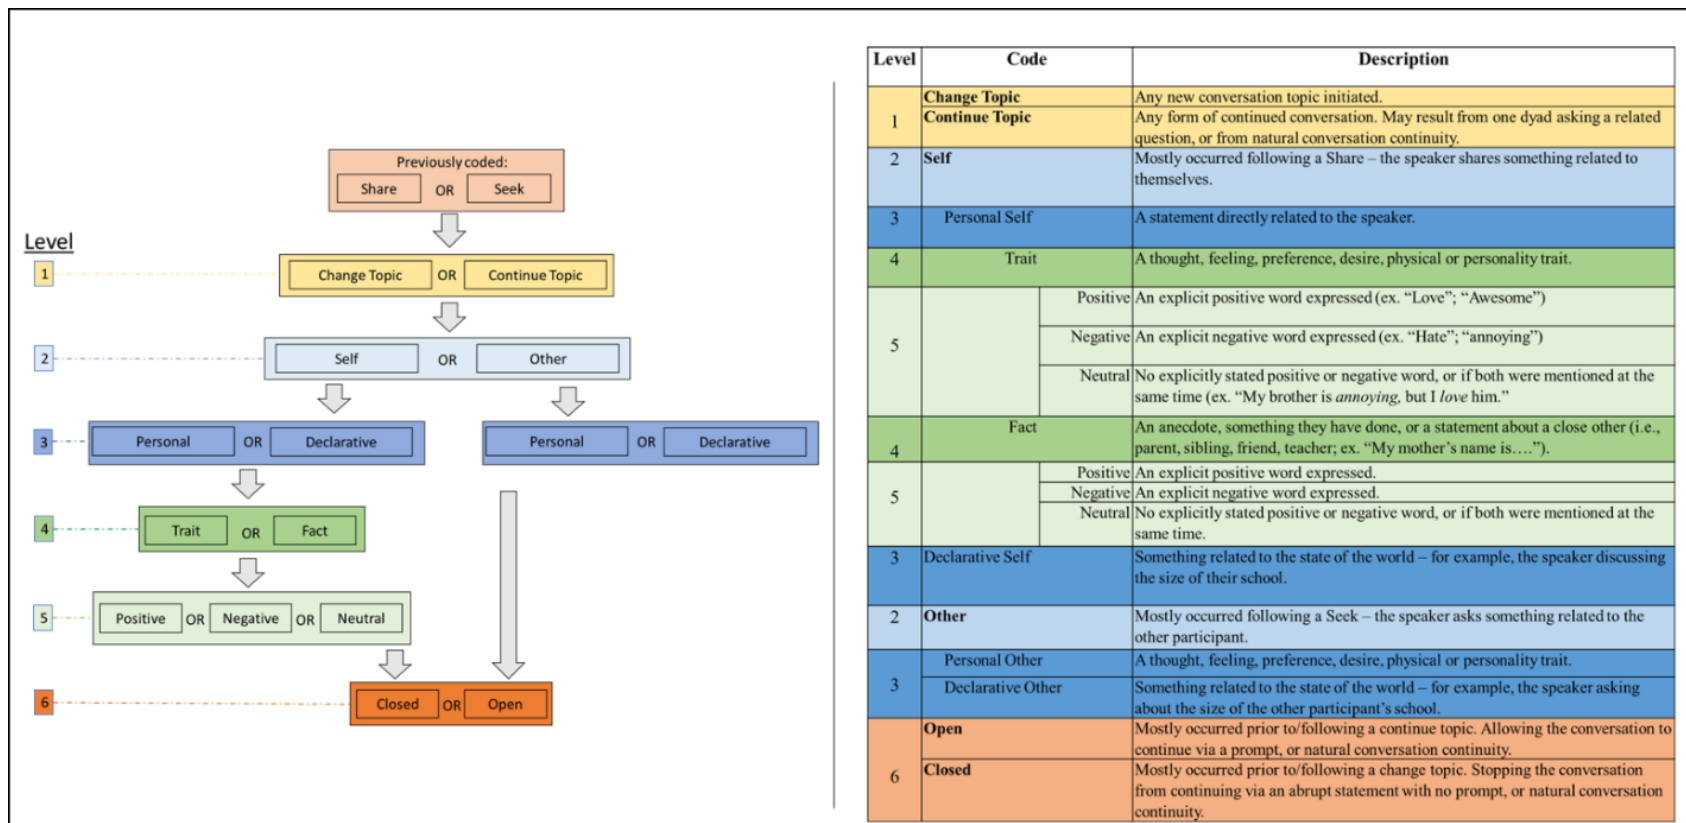 Previously coded:
Share OR Seek
Level
1
Change Topic OR Continue Topic
2
Self OR Other
3
Personal OR Declarative
Personal OR Declarative
4
Trait OR Fact
5
Positive OR Negative OR Neutral
6
Closed OR Open
Level Code Description
1
Change Topic Any new conversation topic initiated.
Continue Topic Any form of continued conversation. May result from one dyad asking a related
question, or from natural conversation continuity.
2 Self Mostly occurred following a Share – the speaker shares something related to
themselves.
3 Personal Self A statement directly related to the speaker.
4 Trait A thought, feeling, preference, desire, physical or personality trait.
5
Positive An explicit positive word expressed (ex. “Love”; “Awesome”)
Negative An explicit negative word expressed (ex. “Hate”; “annoying”)
Neutral No explicitly stated positive or negative word, or if both were mentioned at the
same time (ex. “My brother is annoying, but I love him.”
4 Fact An anecdote, something they have done, or a statement about a close other (i.e.,
parent, sibling, friend, teacher; ex. “My mother’s name is….”).
5
Positive An explicit positive word expressed.
Negative An explicit negative word expressed.
Neutral No explicitly stated positive or negative word, or if both were mentioned at the
same time.
3 Declarative Self Something related to the state of the world – for example, the speaker discussing
the size of their school.
2 Other Mostly occurred following a Seek – the speaker asks something related to the
other participant.
3
Personal Other A thought, feeling, preference, desire, physical or personality trait.
Declarative Other Something related to the state of the world – for example, the speaker asking
about the size of the other participant’s school.
6
Open Mostly occurred prior to/following a continue topic. Allowing the conversation to
continue via a prompt, or natural conversation continuity.
Closed Mostly occurred prior to/following a change topic. Stopping the conversation
from continuing via an abrupt statement with no prompt, or natural conversation
continuity.